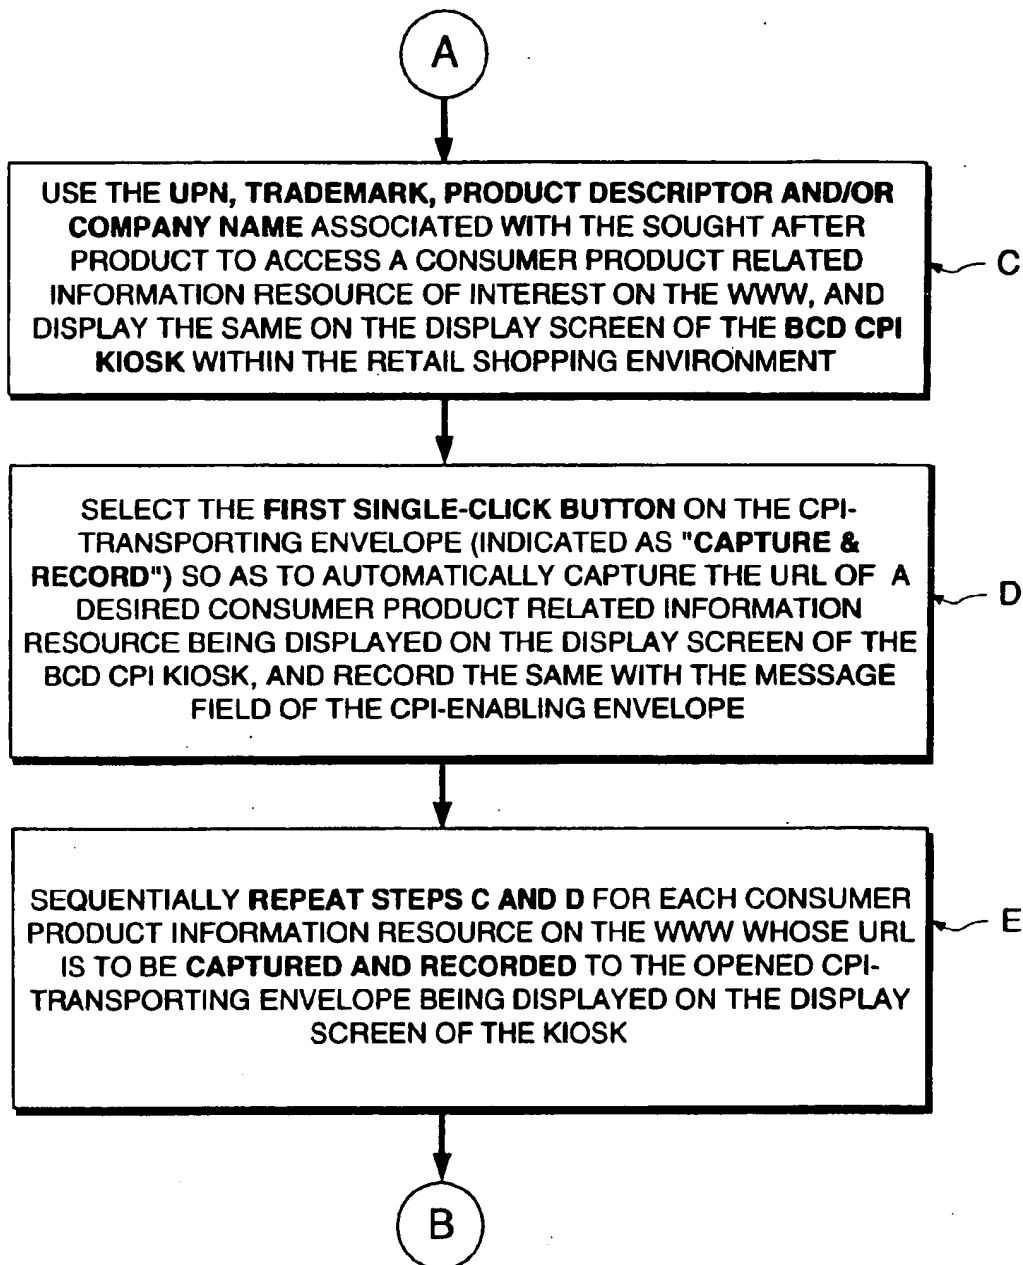 A
USE THE UPN, TRADEMARK, PRODUCT DESCRIPTOR AND/OR
COMPANY NAME ASSOCIATED WITH THE SOUGHT AFTER
PRODUCT TO ACCESS A CONSUMER PRODUCT RELATED
INFORMATION RESOURCE OF INTEREST ON THE WWW, AND
DISPLAY THE SAME ON THE DISPLAY SCREEN OF THE BCD CPI
KIOSK WITHIN THE RETAIL SHOPPING ENVIRONMENT
C
SELECT THE FIRST SINGLE-CLICK BUTTON ON THE CPI-
TRANSPORTING ENVELOPE (INDICATED AS "CAPTURE &
RECORD") SO AS TO AUTOMATICALLY CAPTURE THE URL OF A
DESIRED CONSUMER PRODUCT RELATED INFORMATION
RESOURCE BEING DISPLAYED ON THE DISPLAY SCREEN OF THE
BCD CPI KIOSK, AND RECORD THE SAME WITH THE MESSAGE
FIELD OF THE CPI-ENABLING ENVELOPE
D
SEQUENTIALLY REPEAT STEPS C AND D FOR EACH CONSUMER
PRODUCT INFORMATION RESOURCE ON THE WWW WHOSE URL
IS TO BE CAPTURED AND RECORDED TO THE OPENED CPI-
TRANSPORTING ENVELOPE BEING DISPLAYED ON THE DISPLAY
SCREEN OF THE KIOSK
E
B